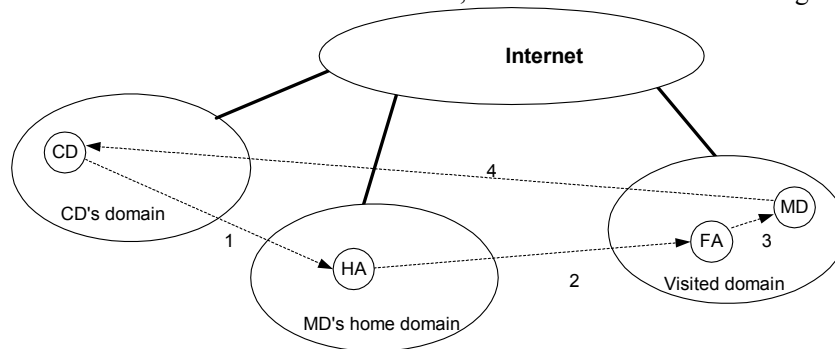 Internet
CD
4
MD
CD's domain
1
FA
3
HA
2
Visited domain
MD's home domain